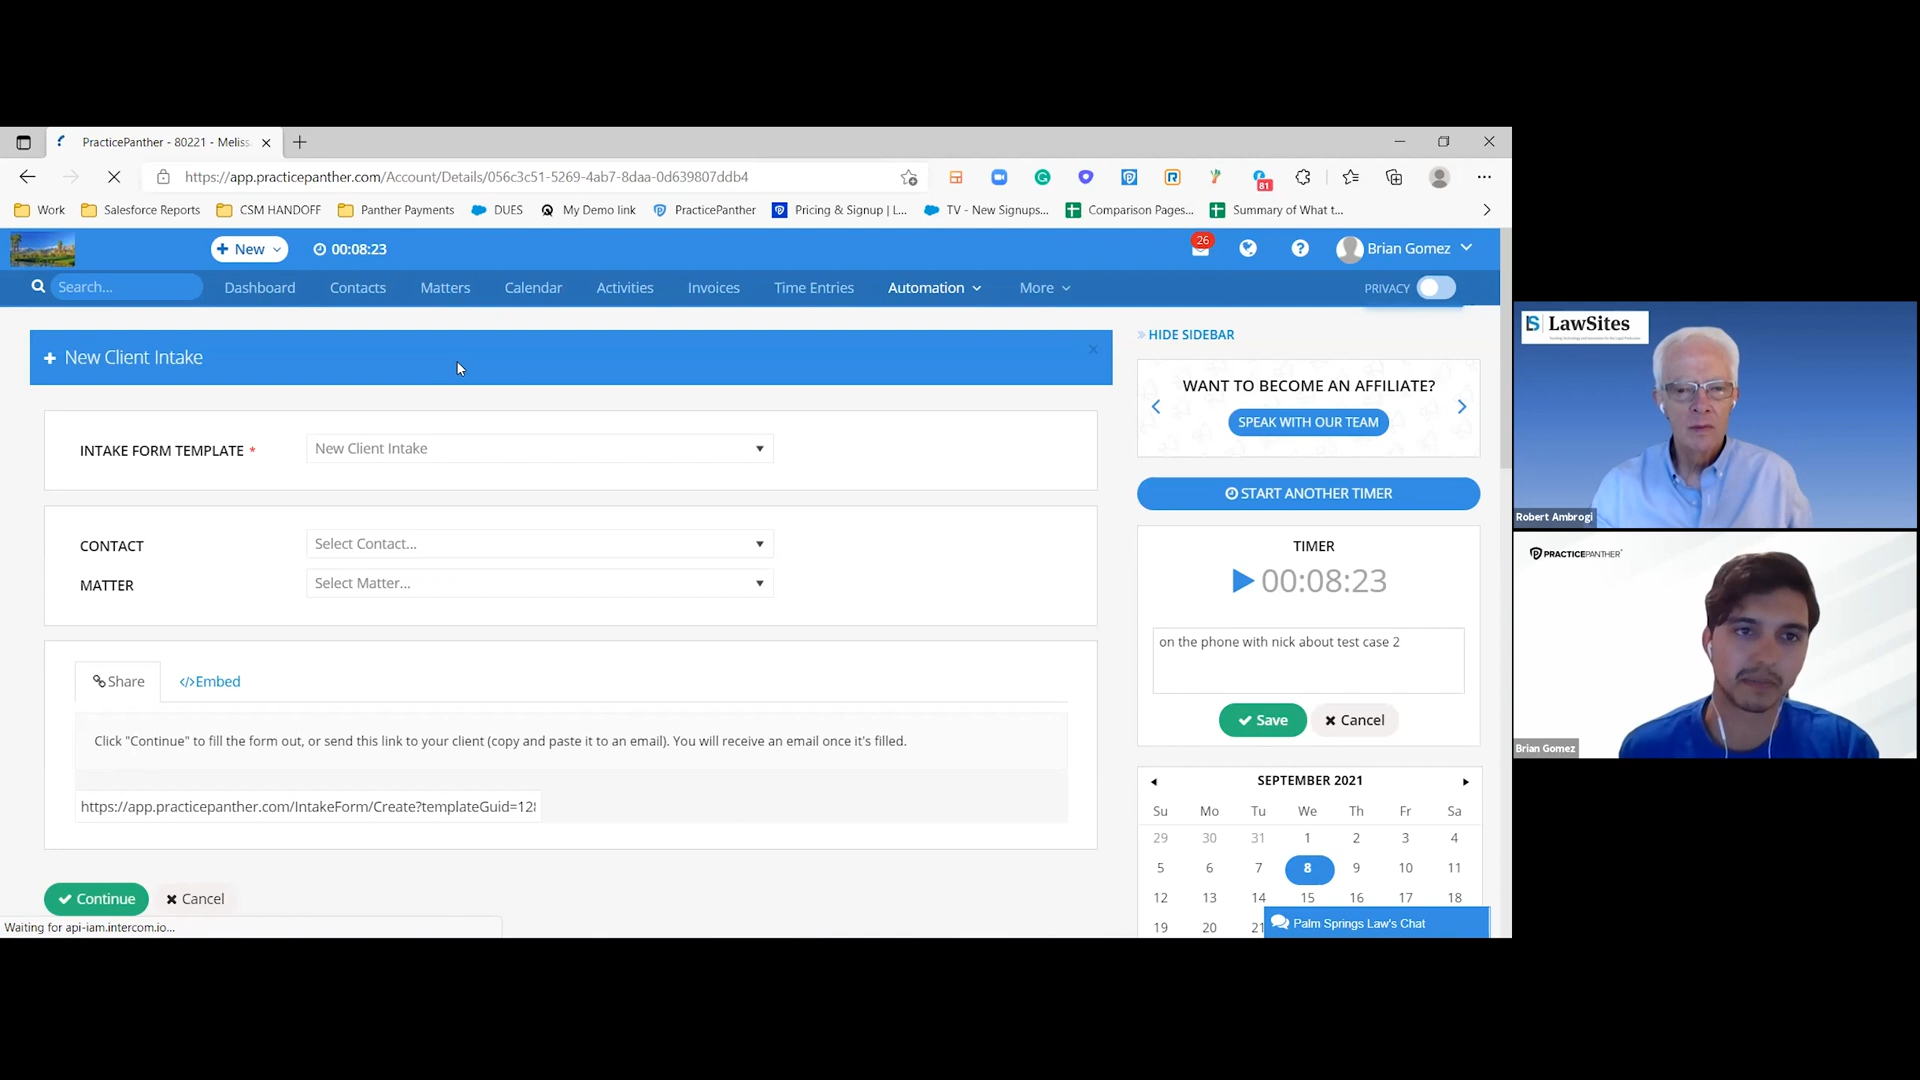 PracticePanther - 80221 - Meliss
https://app.practicepanther.com/Account/Details/056c3c51-5269-4ab7-8daa-0d639807ddb4
81
Work
Salesforce Reports
CSM HANDOFF
Panther Payments
DUES
My Demo link
PracticePanther
Pricing & Signup | L...
TV - New Signups...
Comparison Pages...
Summary of What t...
New
00:08:23
26
Brian Gomez
Search...
Dashboard
Contacts
Matters
Calendar
Activities
Invoices
Time Entries
Automation
More
PRIVACY
New Client Intake
INTAKE FORM TEMPLATE *
New Client Intake
CONTACT
Select Contact...
MATTER
Select Matter...
Share
</>Embed
Click "Continue" to fill the form out, or send this link to your client (copy and paste it to an email). You will receive an email once it's filled.
https://app.practicepanther.com/IntakeForm/Create?templateGuid=128
Continue
Cancel
Waiting for api-iam.intercom.io...
HIDE SIDEBAR
WANT TO BECOME AN AFFILIATE?
SPEAK WITH OUR TEAM
START ANOTHER TIMER
TIMER
00:08:23
on the phone with nick about test case 2
Save
Cancel
SEPTEMBER 2021
Su Mo Tu We Th Fr Sa
29 30 31 1 2 3 4
5 6 7 8 9 10 11
12 13 14 15 16 17 18
19 20 21
Palm Springs Law's Chat
LS LawSites
Robert Ambrogi
PRACTICEPANTHER
Brian Gomez